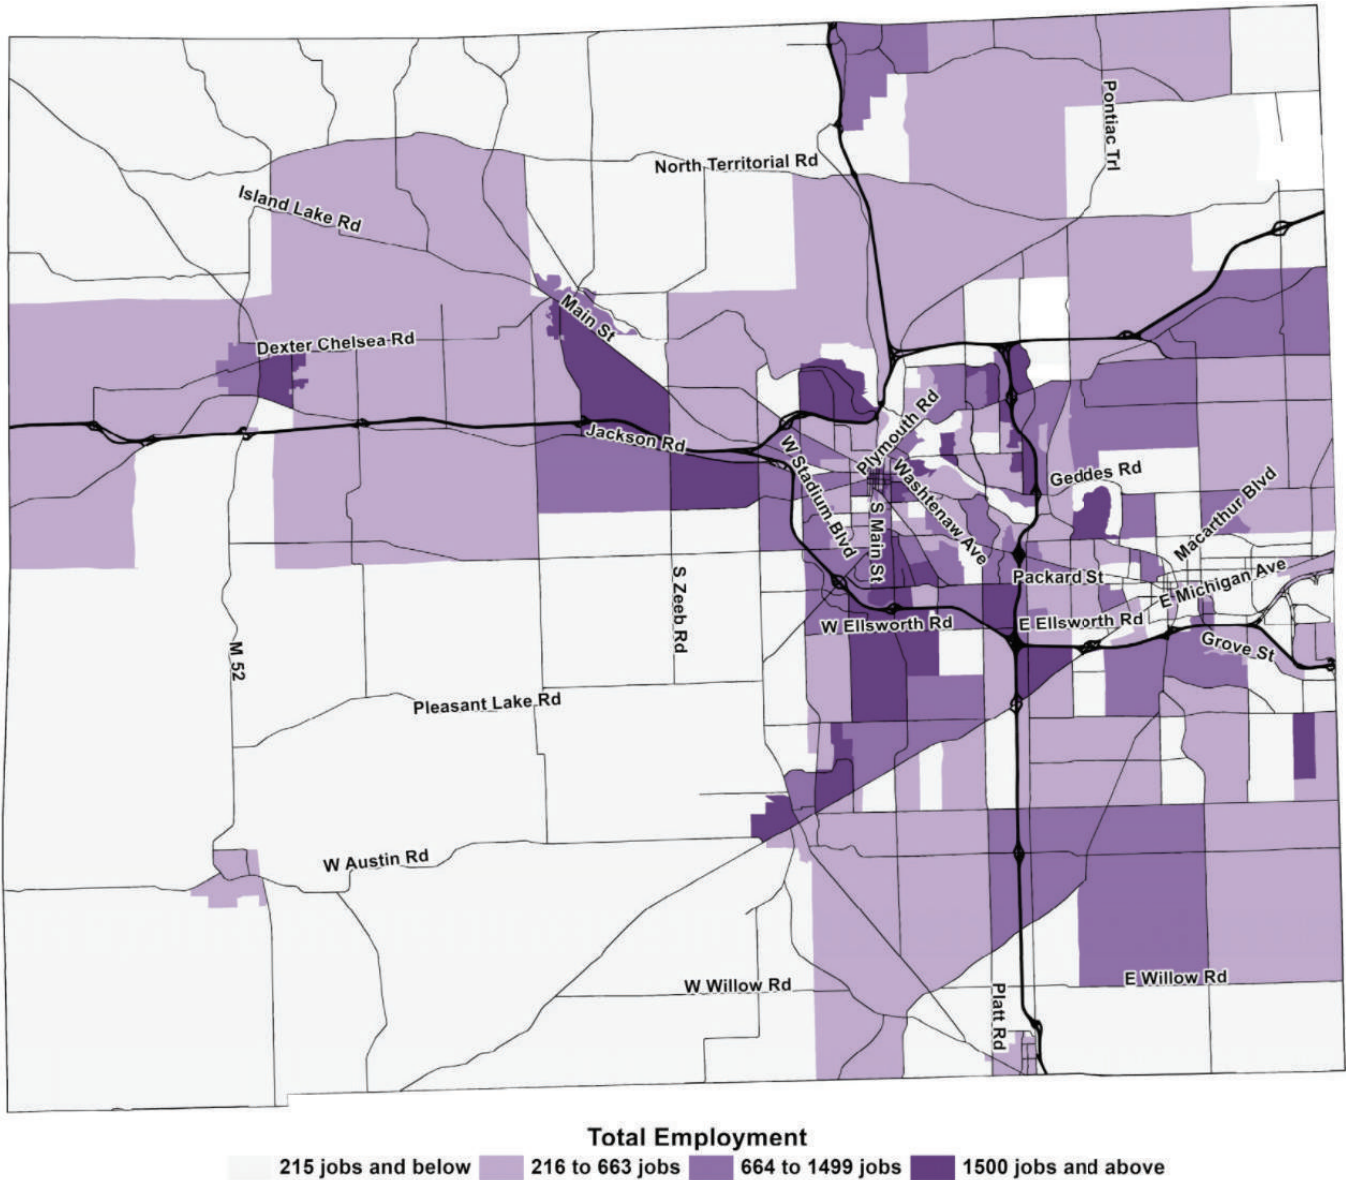 Pontiac Trl
North Territorial Rd
Island Lake Rd
Main St
Dexter Chelsea Rd
Jackson Rd
Plymouth Rd
W Stadium Blvd
Washtenaw Ave
Geddes Rd
Macarthur Blvd
S Main St
Packard St
E Michigan Ave
S Zeeb Rd
W Ellsworth Rd
E Ellsworth Rd
Grove St
M 52
Pleasant Lake Rd
W Austin Rd
W Willow Rd
E Willow Rd
Platt Rd
Total Employment
215 jobs and below
216 to 663 jobs
664 to 1499 jobs
1500 jobs and above